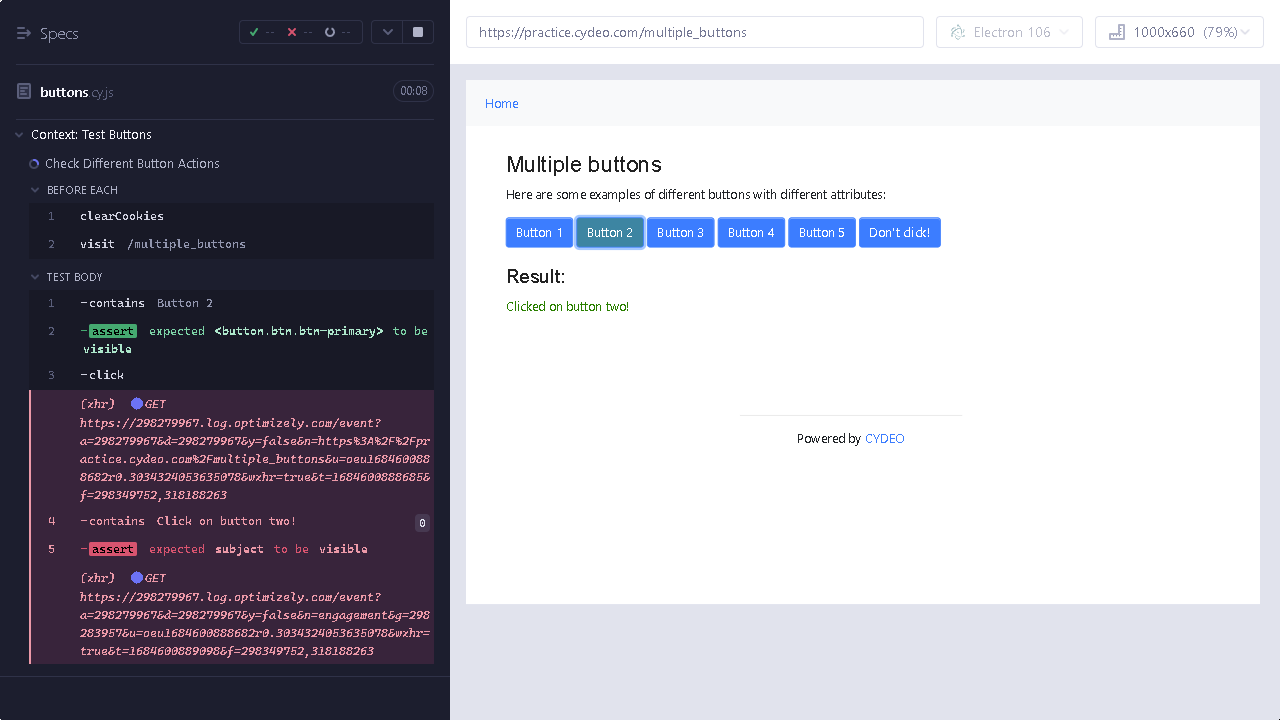 Specs
-- -- --
buttons.cy.js 00:08
Context: Test Buttons
Check Different Button Actions
BEFORE EACH
1 clearCookies
2 visit /multiple_buttons
TEST BODY
1 -contains Button 2
2 -assert expected <button.btn.btn-primary> to be
visible
3 -click
(xhr) GET
https://298279967.log.optimizely.com/event?
a=298279967&d=298279967&y=false&n=https%3A%2F%2Fpr
actice.cydeo.com%2Fmultiple_buttons&u=oeu168460088
8682r0.3034324053635078&wxhr=true&t=1684600888685&
f=298349752,318188263
4 -contains Click on button two! 0
5 -assert expected subject to be visible
(xhr) GET
https://298279967.log.optimizely.com/event?
a=298279967&d=298279967&y=false&n=engagement&g=298
283957&u=oeu1684600888682r0.3034324053635078&wxhr=
true&t=1684600889098&f=298349752,318188263
https://practice.cydeo.com/multiple_buttons
Electron 106
1000x660 (79%)
Home
Multiple buttons
Here are some examples of different buttons with different attributes:
Button 1 Button 2 Button 3 Button 4 Button 5 Don't click!
Result:
Clicked on button two!
Powered by CYDEO